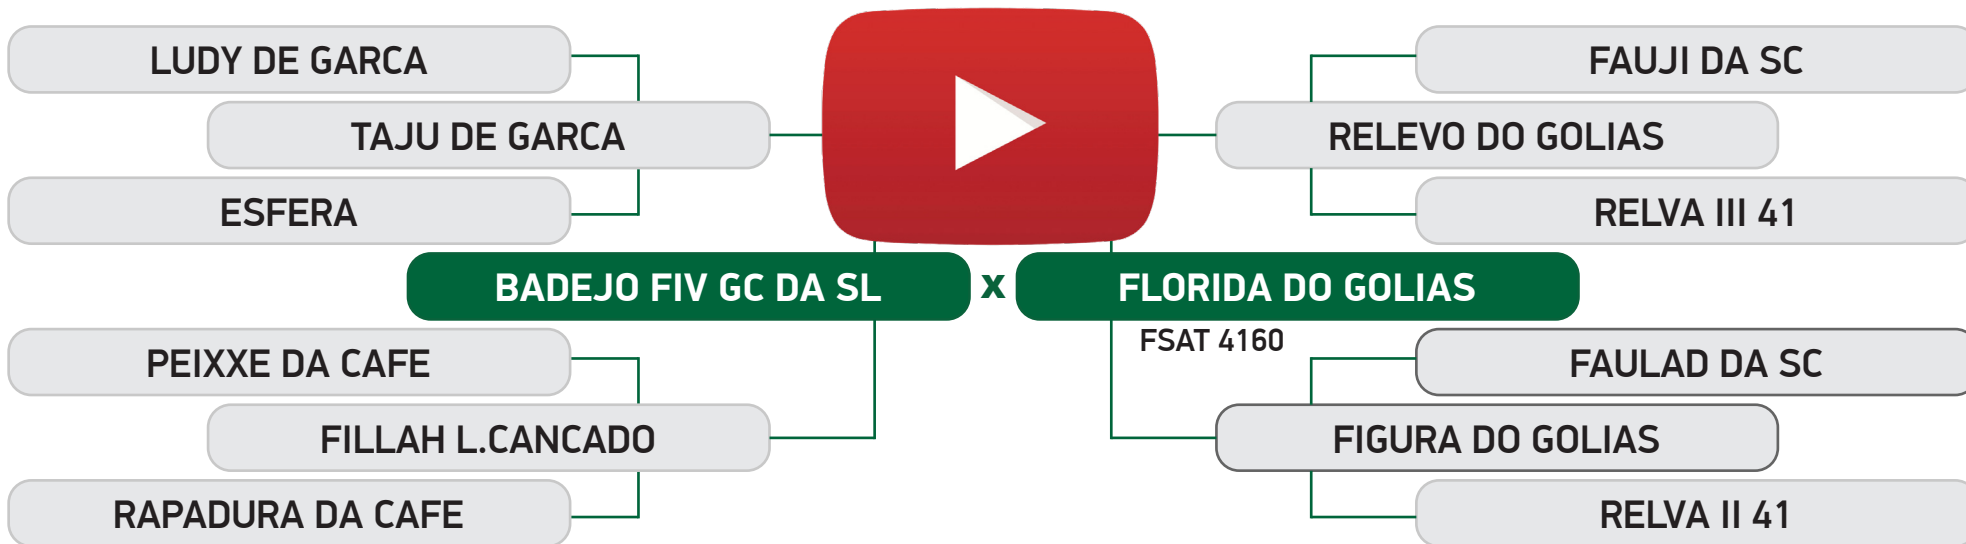 LUDY DE GARCA
FAUJI DA SC
TAJU DE GARCA
RELEVO DO GOLIAS
ESFERA
RELVA III 41
BADEJO FIV GC DA SL x FLORIDA DO GOLIAS
FSAT 4160
PEIXXE DA CAFE
FAULAD DA SC
FILLAH L.CANCADO
FIGURA DO GOLIAS
RAPADURA DA CAFE
RELVA II 41